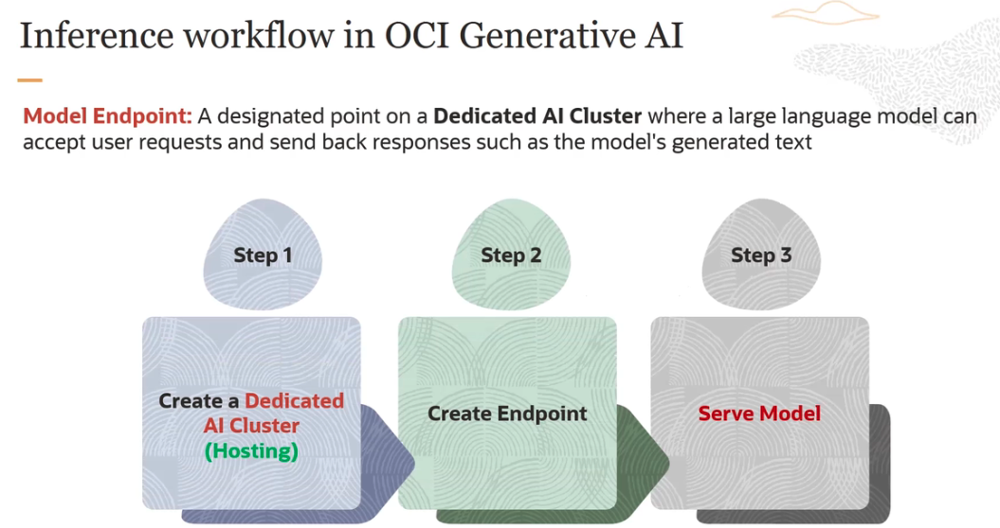 Inference workflow in OCI Generative AI
Model Endpoint: A designated point on a Dedicated AI Cluster where a large language model can
accept user requests and send back responses such as the model's generated text
Step 1
Step 2
Step 3
Create a Dedicated
AI Cluster
(Hosting)
Create Endpoint
Serve Model